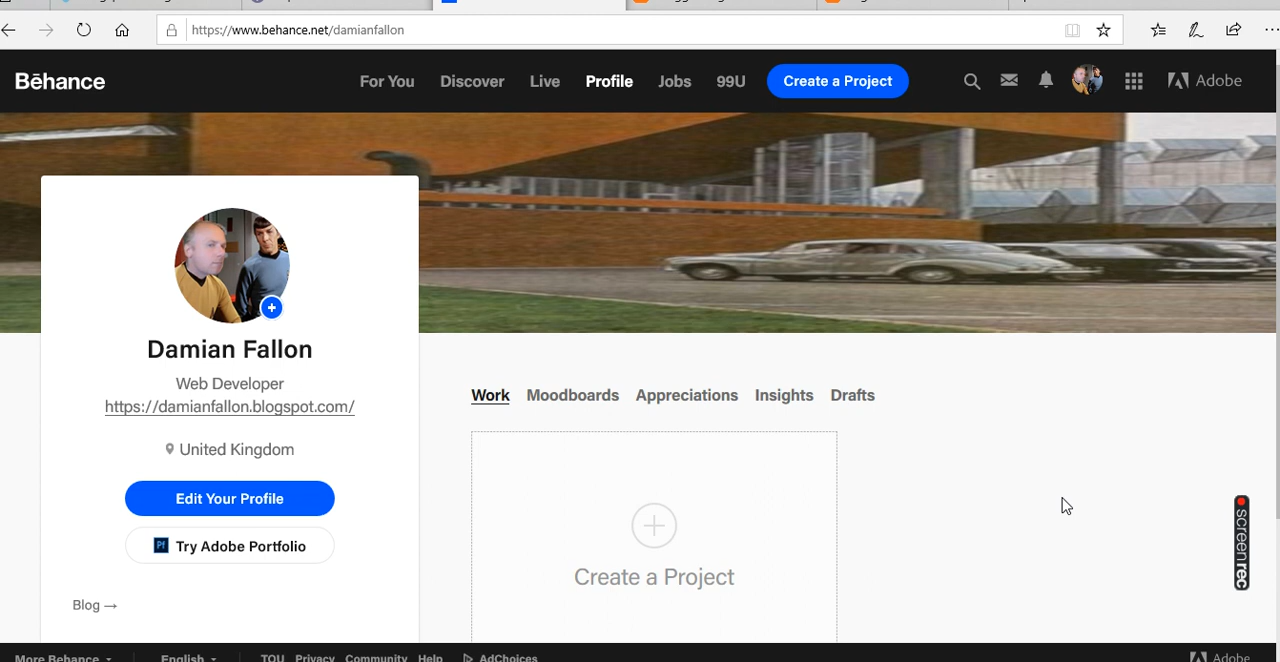 https://www.behance.net/damianfallon
Bēhance
For You Discover Live Profile Jobs 99U Create a Project
Adobe
Damian Fallon
Web Developer
https://damianfallon.blogspot.com/
United Kingdom
Edit Your Profile
Pf Try Adobe Portfolio
Blog →
Work Moodboards Appreciations Insights Drafts
Create a Project
screenrec
More Behance English TOU Privacy Community Help AdChoices
Adobe